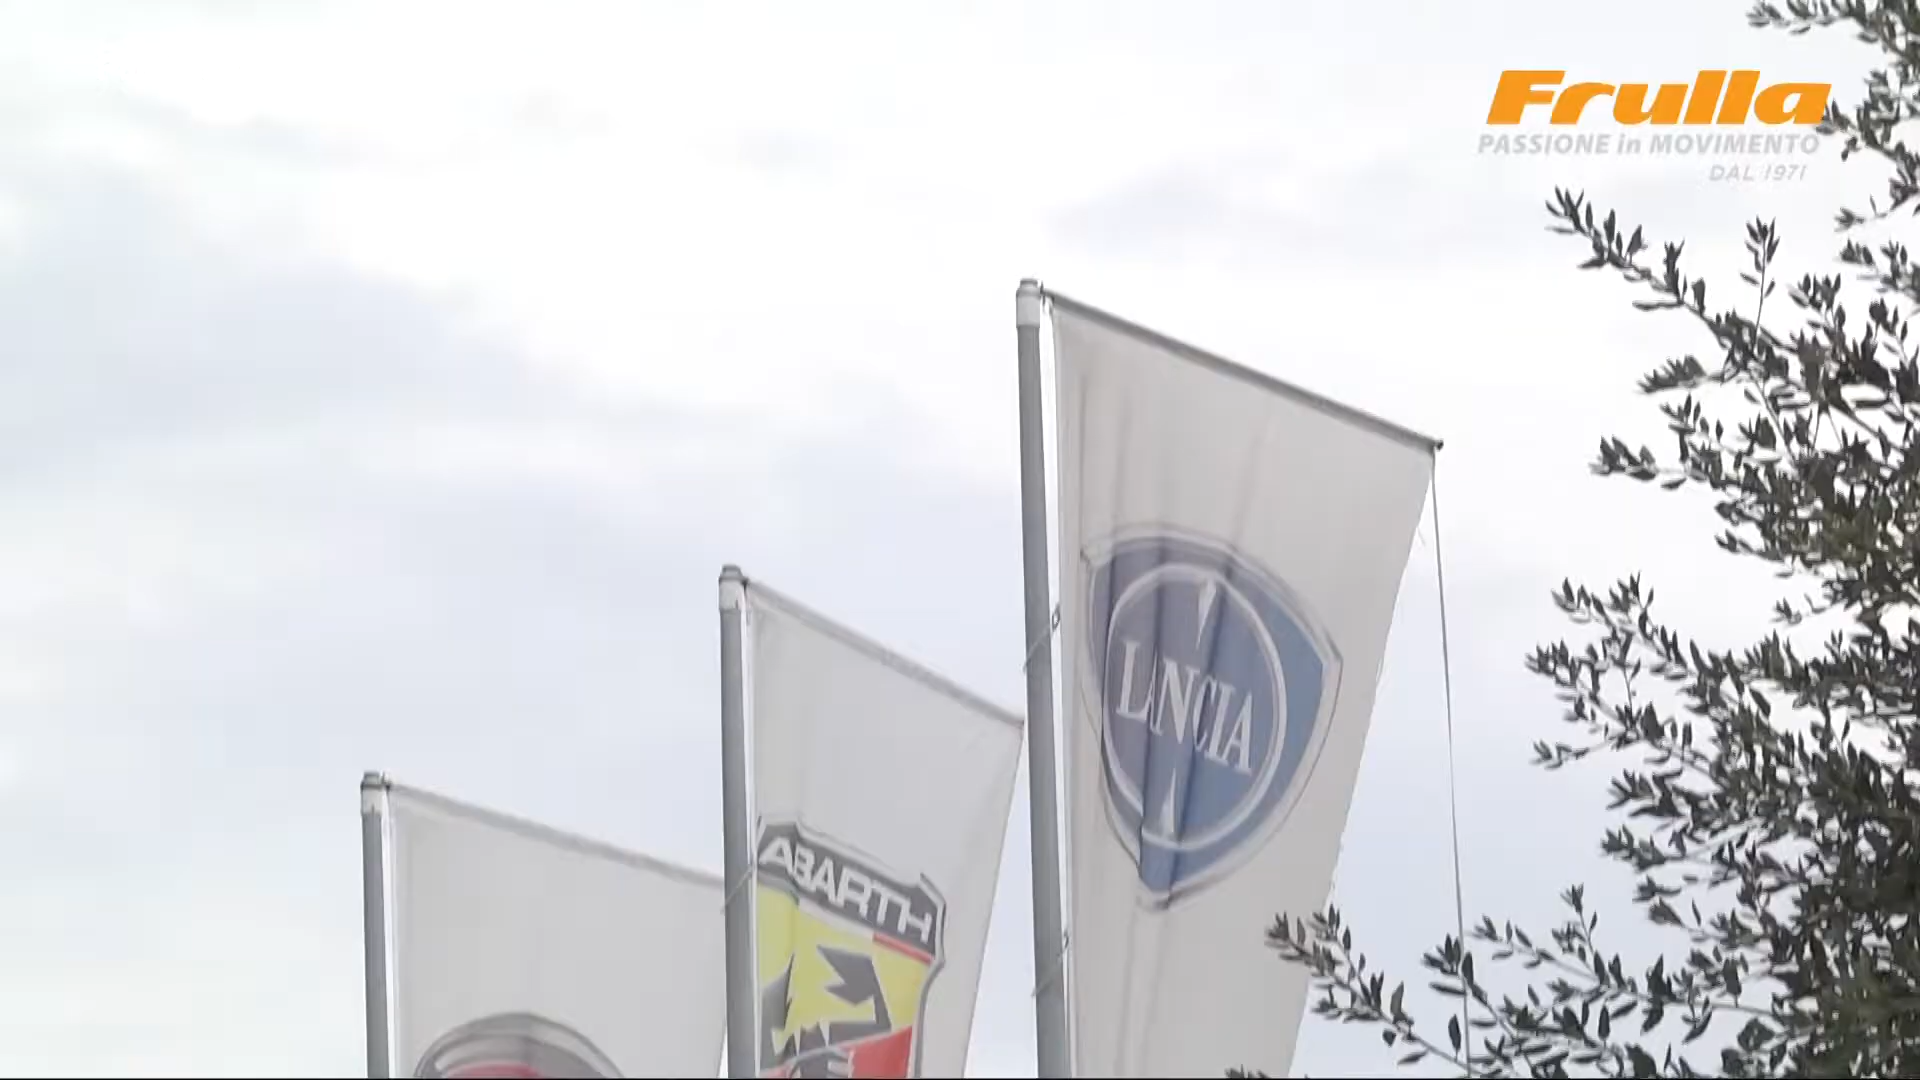 Frulla
PASSIONE in MOVIMENTO
DAL 1971
LANCIA
ABARTH